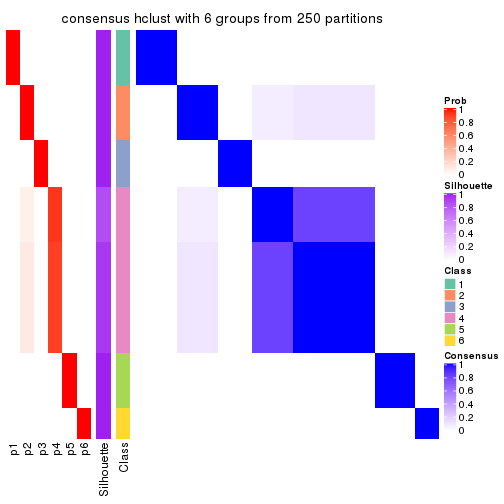 consensus hclust with 6 groups from 250 partitions
Prob
1
0.8
0.6
0.4
0.2
0
Silhouette
1
0.8
0.6
0.4
0.2
0
Class
1
2
3
4
5
6
Consensus
1
0.8
0.6
0.4
0.2
0
p1
p2
p3
p4
p5
p6
Silhouette
Class